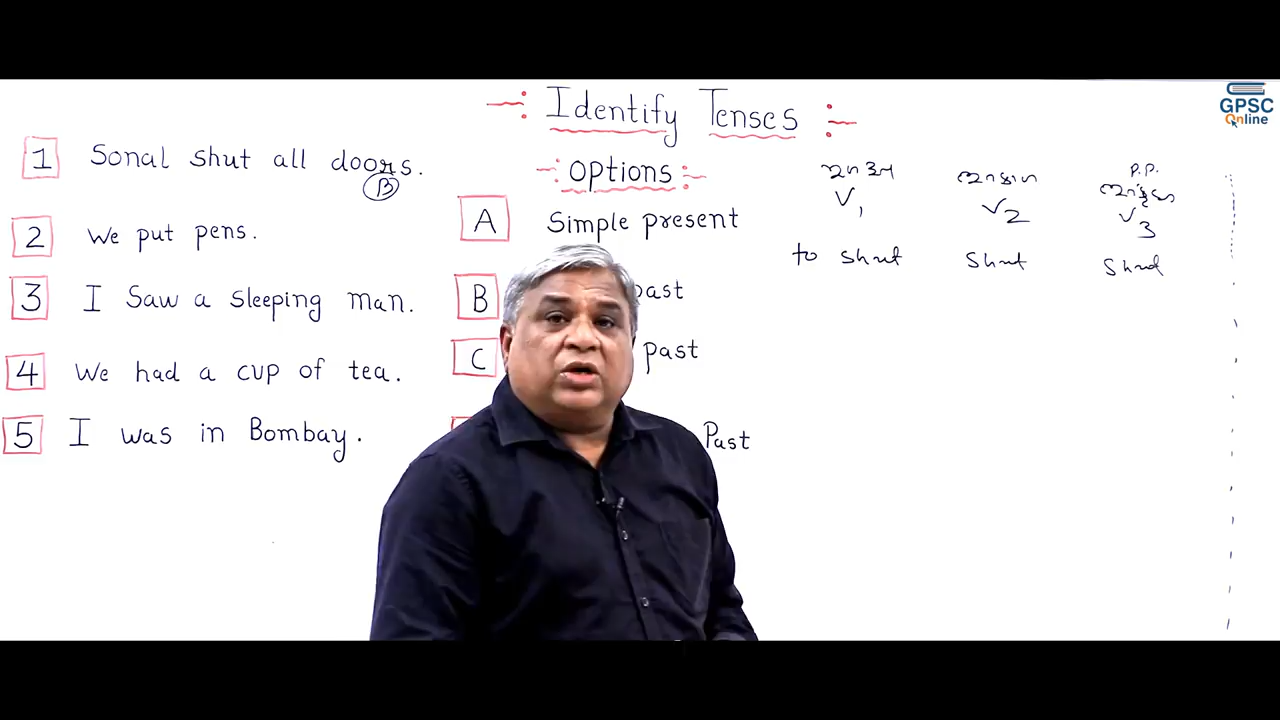 GPSC
Online
Identify Tenses
1 Sonal shut all doors.
B
2 We put pens.
3 I Saw a sleeping man.
4 We had a cup of tea.
5 I was in Bombay.
Options
A Simple present
B past
C past
Past
P.P.
V1 V2 V3
to shut shut shut